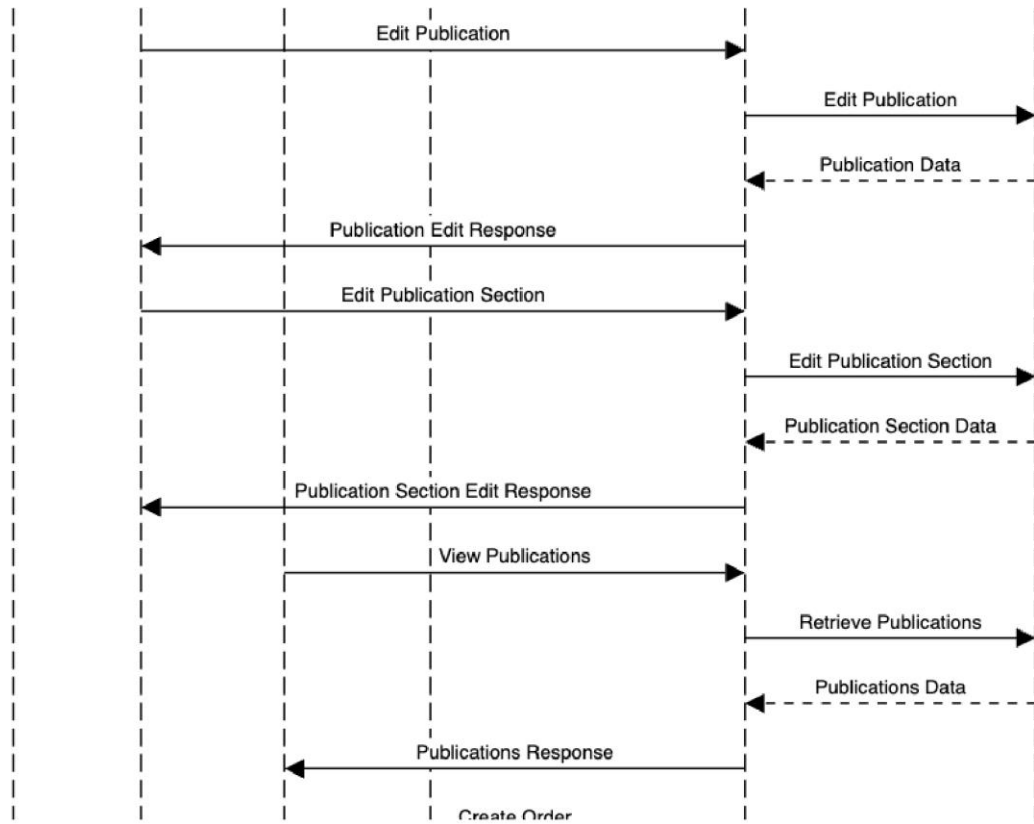 Edit Publication
Edit Publication
Publication Data
Publication Edit Response
Edit Publication Section
Edit Publication Section
Publication Section Data
Publication Section Edit Response
View Publications
Retrieve Publications
Publications Data
Publications Response
Create Order